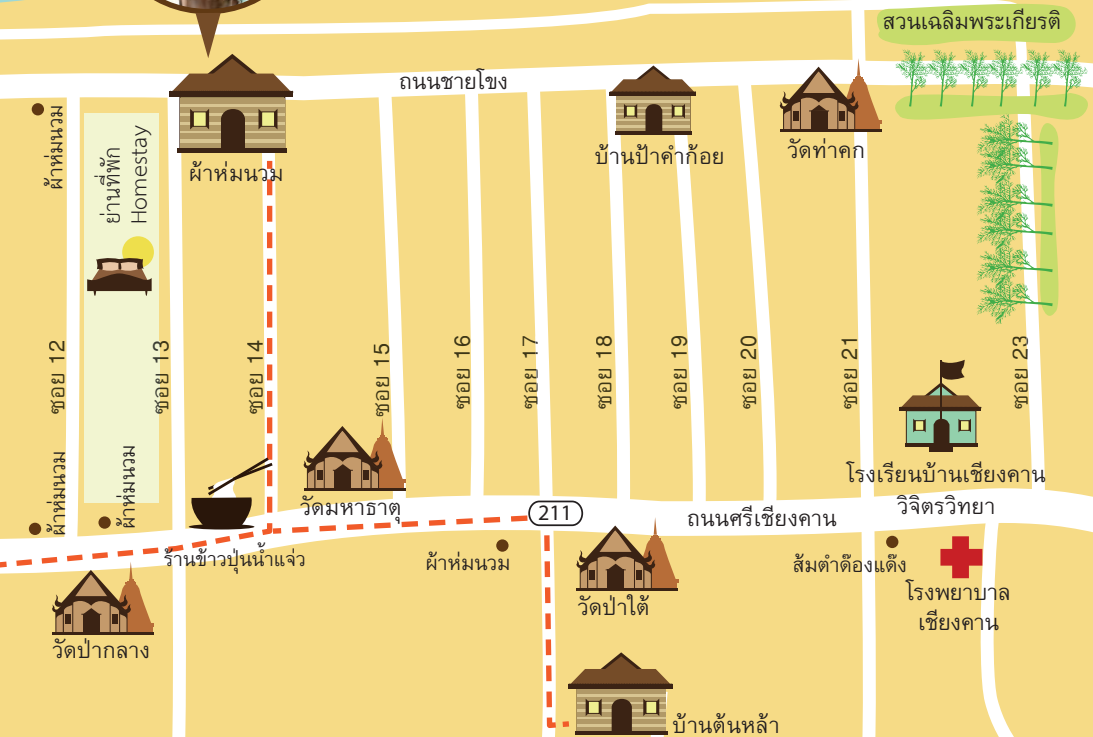 สวนเฉลิมพระเกียรติ
ถนนชายโขง
ผ้าห่มนวม
ย่านที่พัก
Homestay
ผ้าห่มนวม
บ้านป้าคำก้อย
วัดท่าคก
ซอย 12
ซอย 13
ซอย 14
ซอย 15
ซอย 16
ซอย 17
ซอย 18
ซอย 19
ซอย 20
ซอย 21
ซอย 23
ผ้าห่มนวม
ผ้าห่มนวม
วัดมหาธาตุ
โรงเรียนบ้านเชียงคาน
วิจิตรวิทยา
211
ถนนศรีเชียงคาน
ร้านข้าวปุ้นน้ำแจ่ว
ผ้าห่มนวม
ส้มตำด๊องแด๊ง
โรงพยาบาล
เชียงคาน
วัดป่าใต้
วัดป่ากลาง
บ้านต้นหล้า